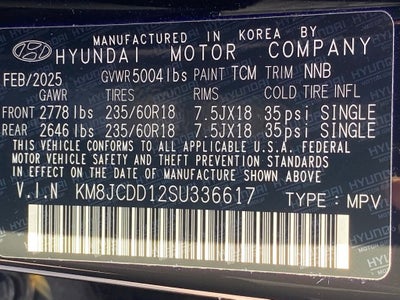 MANUFACTURED IN KOREA BY
HYUNDAI MOTOR COMPANY
FEB/2025 GVWR 5004 lbs PAINT TCM TRIM NNB
GAWR TIRES RIMS COLD TIRE INFL
FRONT 2778 lbs 235/60R18 7.5JX18 35psi SINGLE
REAR 2646 lbs 235/60R18 7.5JX18 35psi SINGLE
THIS VEHICLE CONFORMS TO ALL APPLICABLE U.S.A. FEDERAL
MOTOR VEHICLE SAFETY STANDARDS IN EFFECT ON THE
DATE OF MANUFACTURE SHOWN ABOVE.
V.I.N KM8JCDD12SU336617 TYPE : MPV